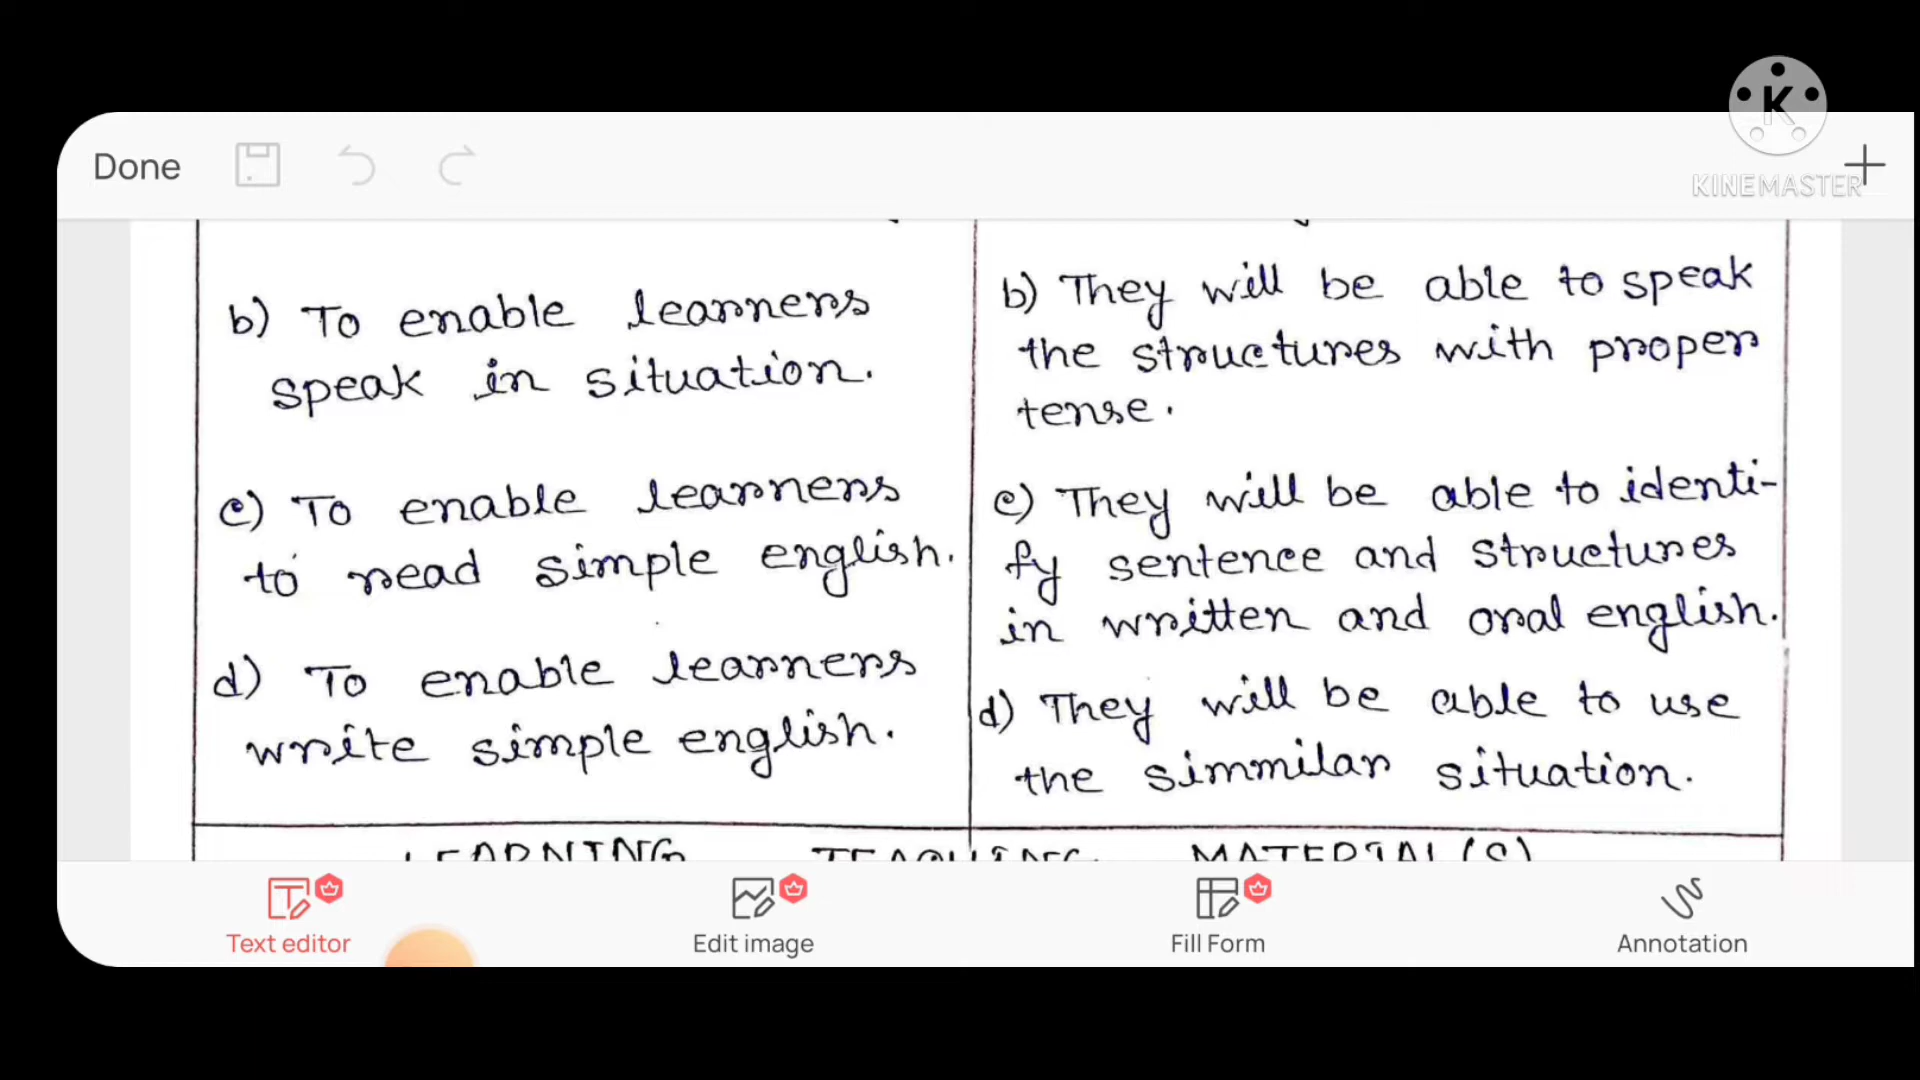 Done
KINEMASTER
b) To enable learners
speak in situation.
c) To enable learners
to read simple english.
d) To enable learners
write simple english.
b) They will be able to speak
the structures with proper
tense.
c) They will be able to identi-
fy sentence and structures
in written and oral english.
d) They will be able to use
the simmilar situation.
LEARNING TEACHING MATERIAL(S)
Text editor
Edit image
Fill Form
Annotation